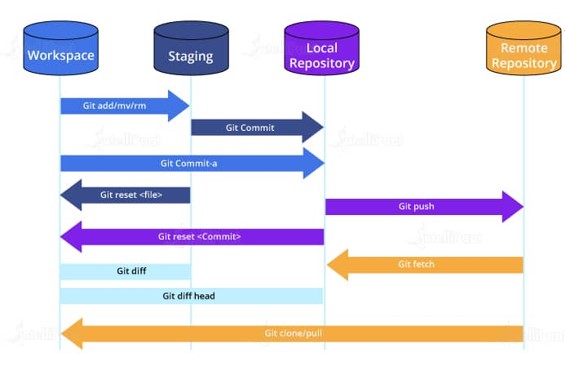 Workspace
Staging
Local
Repository
Remote
Repository
Git add/mv/rm
Git Commit
Git Commit-a
Git reset <file>
Git push
Git reset <Commit>
Git fetch
Git diff
Git diff head
Git clone/pull